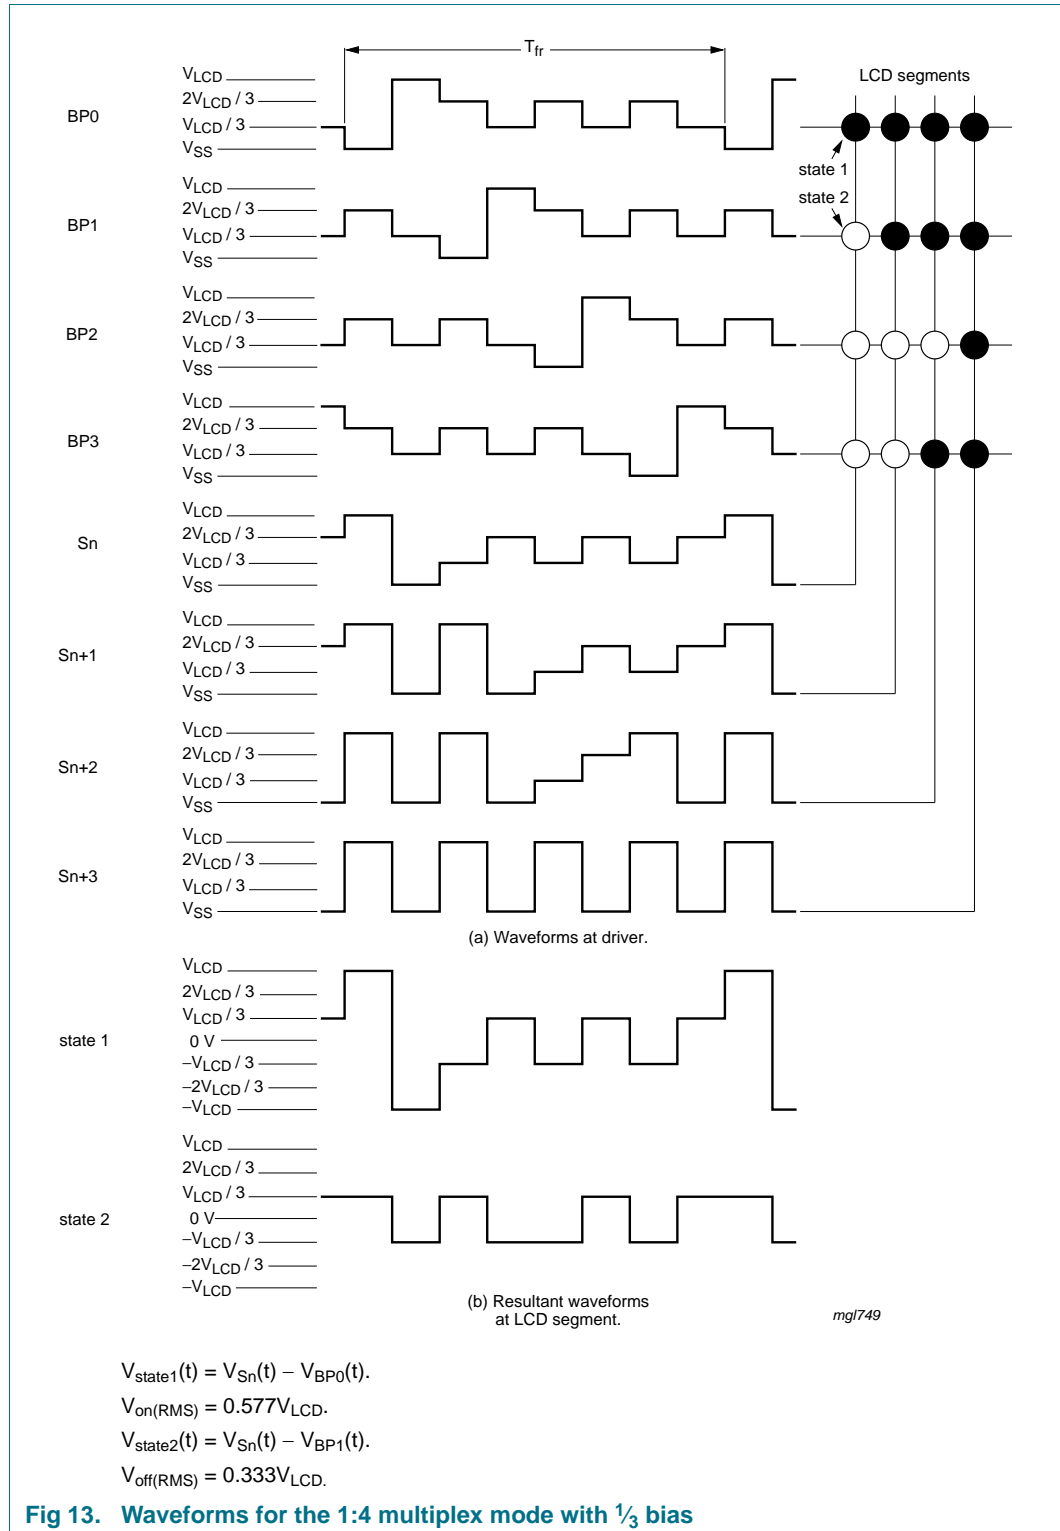 Tfr
LCD segments
BP0
VLCD
2VLCD / 3
VLCD / 3
VSS
state 1
state 2
BP1
VLCD
2VLCD / 3
VLCD / 3
VSS
BP2
VLCD
2VLCD / 3
VLCD / 3
VSS
BP3
VLCD
2VLCD / 3
VLCD / 3
VSS
Sn
VLCD
2VLCD / 3
VLCD / 3
VSS
Sn+1
VLCD
2VLCD / 3
VLCD / 3
VSS
Sn+2
VLCD
2VLCD / 3
VLCD / 3
VSS
Sn+3
VLCD
2VLCD / 3
VLCD / 3
VSS
(a) Waveforms at driver.
state 1
VLCD
2VLCD / 3
VLCD / 3
0 V
−VLCD / 3
−2VLCD / 3
−VLCD
state 2
VLCD
2VLCD / 3
VLCD / 3
0 V
−VLCD / 3
−2VLCD / 3
−VLCD
(b) Resultant waveforms
at LCD segment.
mgl749
Vstate1(t) = VSn(t) − VBP0(t).
Von(RMS) = 0.577VLCD.
Vstate2(t) = VSn(t) − VBP1(t).
Voff(RMS) = 0.333VLCD.
Fig 13. Waveforms for the 1:4 multiplex mode with 1⁄3 bias